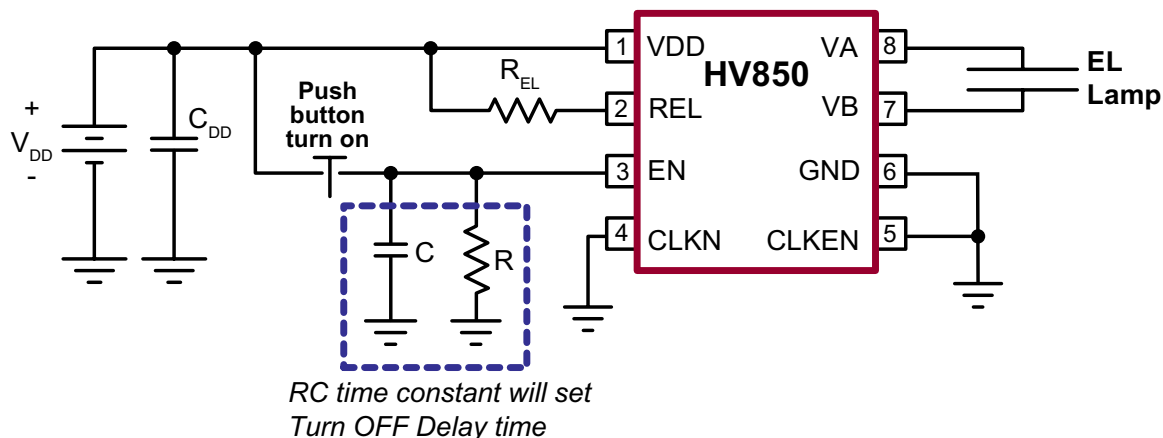 +
V_DD
-
C_DD
Push
button
turn on
R_EL
C
R
RC time constant will set
Turn OFF Delay time
HV850
1 VDD
2 REL
3 EN
4 CLKN
VA 8
VB 7
GND 6
CLKEN 5
EL
Lamp